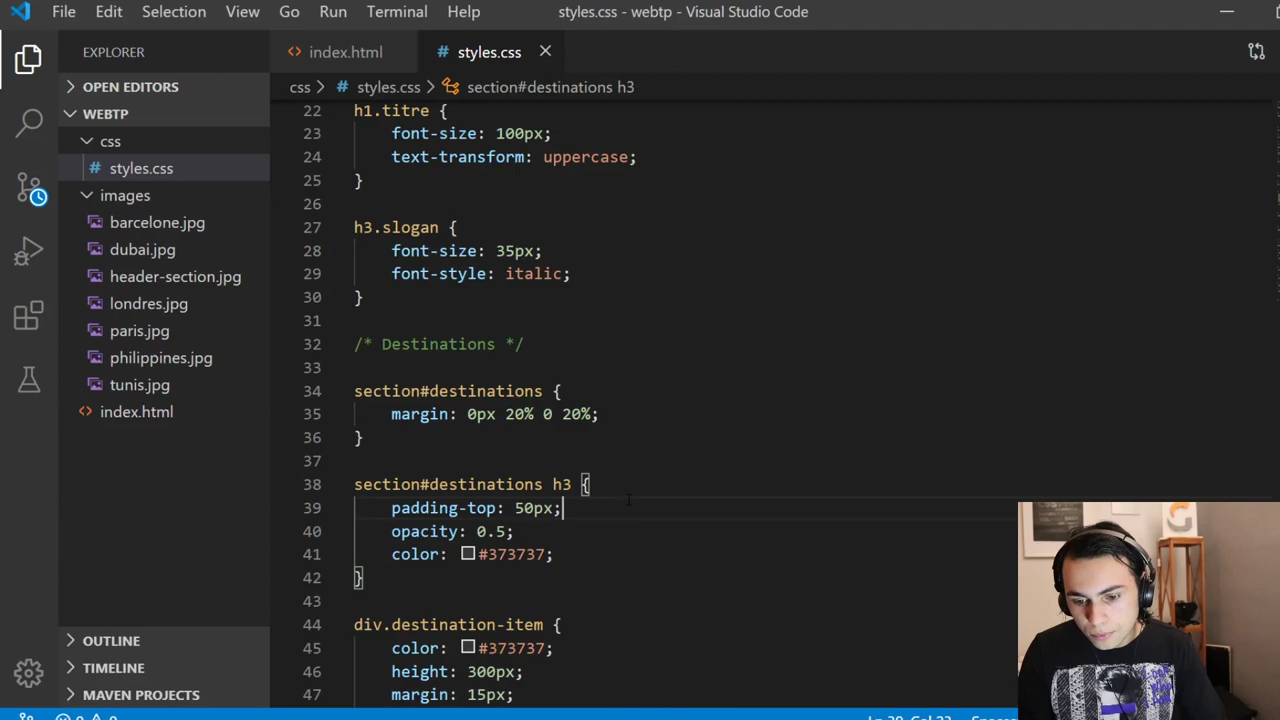 File Edit Selection View Go Run Terminal Help styles.css - webtp - Visual Studio Code
EXPLORER
OPEN EDITORS
WEBTP
css
styles.css
images
barcelone.jpg
dubai.jpg
header-section.jpg
londres.jpg
paris.jpg
philippines.jpg
tunis.jpg
index.html
OUTLINE
TIMELINE
MAVEN PROJECTS
index.html # styles.css
css > # styles.css > section#destinations h3
22 h1.titre {
23 font-size: 100px;
24 text-transform: uppercase;
25 }
26
27 h3.slogan {
28 font-size: 35px;
29 font-style: italic;
30 }
31
32 /* Destinations */
33
34 section#destinations {
35 margin: 0px 20% 0 20%;
36 }
37
38 section#destinations h3 {
39 padding-top: 50px;
40 opacity: 0.5;
41 color: #373737;
42 }
43
44 div.destination-item {
45 color: #373737;
46 height: 300px;
47 margin: 15px;